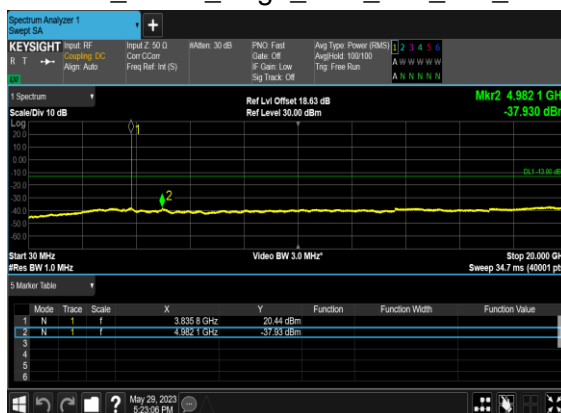 Spectrum Analyzer 1
Swept SA
+
KEYSIGHT Input: RF Input Z: 50 Ω #Atten: 30 dB PNO: Fast Avg Type: Power (RMS) 1 2 3 4 5 6
R T Coupling: DC Corr CCorr Gate: Off Avg|Hold: 100/100 A W W W W W
Align: Auto Freq Ref: Int (S) IF Gain: Low Trig: Free Run
LXI Sig Track: Off A N N N N N
1 Spectrum Ref Lvl Offset 18.63 dB Mkr2 4.982 1 GH
Scale/Div 10 dB Ref Level 30.00 dBm -37.930 dBr
Log
20.0
10.0
0.00
-10.0
-20.0
-30.0
-40.0
-50.0
-60.0
1
2
DL1 -13.00 dB
Start 30 MHz Video BW 3.0 MHz* Stop 20.000 GH
#Res BW 1.0 MHz Sweep 34.7 ms (40001 pts
5 Marker Table
Mode Trace Scale X Y Function Function Width Function Value
1 N 1 f 3.835 8 GHz 20.44 dBm
2 N 1 f 4.982 1 GHz -37.93 dBm
3
4
5
6
? May 29, 2023
5:23:06 PM